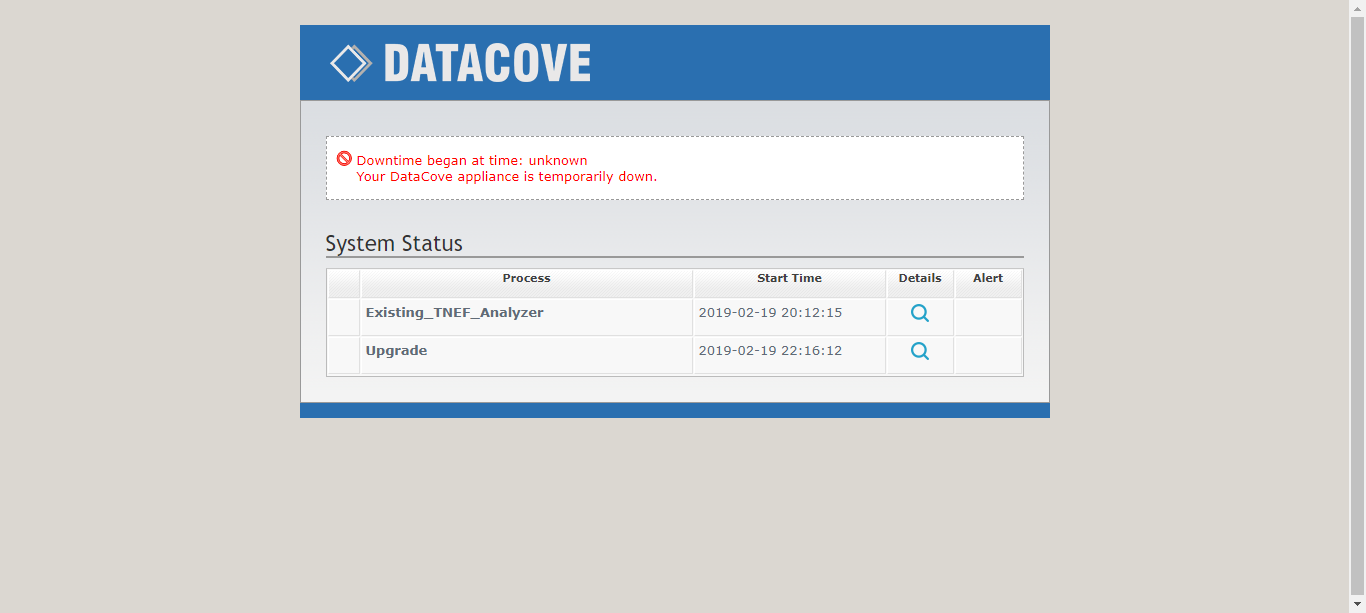 DATACOVE
Downtime began at time: unknown
Your DataCove appliance is temporarily down.
System Status
Process Start Time Details Alert
Existing_TNEF_Analyzer 2019-02-19 20:12:15
Upgrade 2019-02-19 22:16:12